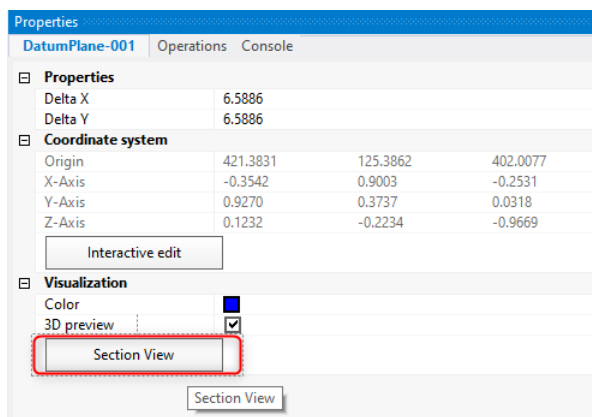 Properties
DatumPlane-001 Operations Console
Properties
Delta X 6.5886
Delta Y 6.5886
Coordinate system
Origin 421.3831 125.3862 402.0077
X-Axis -0.3542 0.9003 -0.2531
Y-Axis 0.9270 0.3737 0.0318
Z-Axis 0.1232 -0.2234 -0.9669
Interactive edit
Visualization
Color
3D preview
Section View
Section View